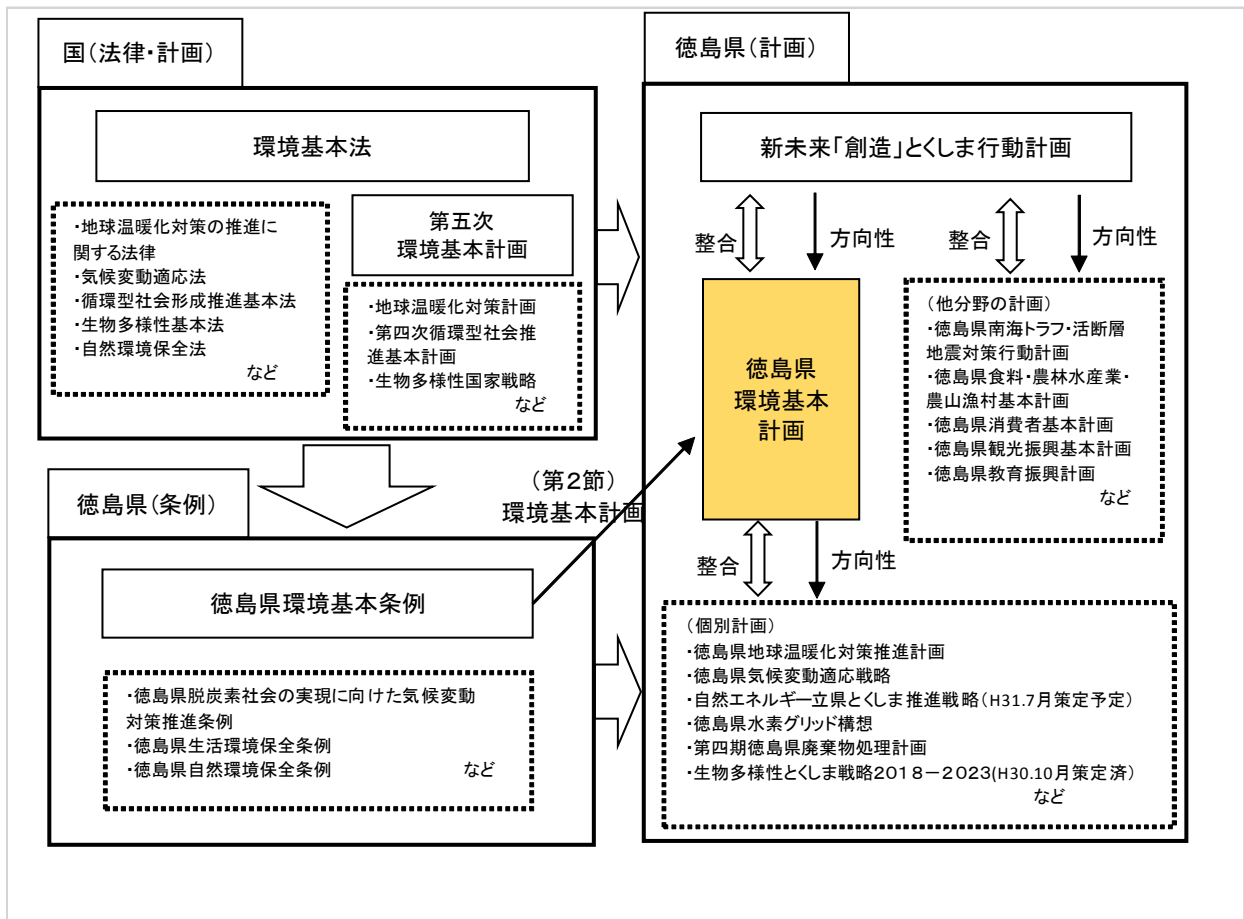 国(法律・計画)
環境基本法
・地球温暖化対策の推進に
関する法律
・気候変動適応法
・循環型社会形成推進基本法
・生物多様性基本法
・自然環境保全法
など
第五次
環境基本計画
・地球温暖化対策計画
・第四次循環型社会推
進基本計画
・生物多様性国家戦略
など
徳島県(条例)
徳島県環境基本条例
・徳島県脱炭素社会の実現に向けた気候変動
対策推進条例
・徳島県生活環境保全条例
・徳島県自然環境保全条例 など
(第2節)
環境基本計画
徳島県(計画)
新未来「創造」とくしま行動計画
整合 方向性
整合 方向性
徳島県
環境基本
計画
(他分野の計画)
・徳島県南海トラフ・活断層
地震対策行動計画
・徳島県食料・農林水産業・
農山漁村基本計画
・徳島県消費者基本計画
・徳島県観光振興基本計画
・徳島県教育振興計画
など
整合 方向性
(個別計画)
・徳島県地球温暖化対策推進計画
・徳島県気候変動適応戦略
・自然エネルギー立県とくしま推進戦略(H31.7月策定予定)
・徳島県水素グリッド構想
・第四期徳島県廃棄物処理計画
・生物多様性とくしま戦略2018-2023(H30.10月策定済)
など